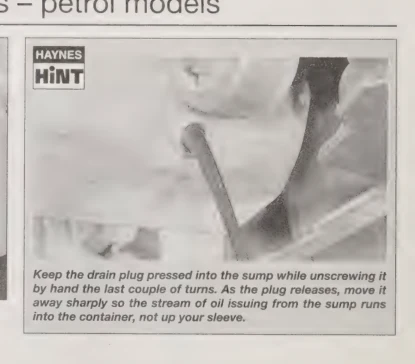 s – petrol models
HAYNES
HiNT
Keep the drain plug pressed into the sump while unscrewing it
by hand the last couple of turns. As the plug releases, move it
away sharply so the stream of oil issuing from the sump runs
into the container, not up your sleeve.